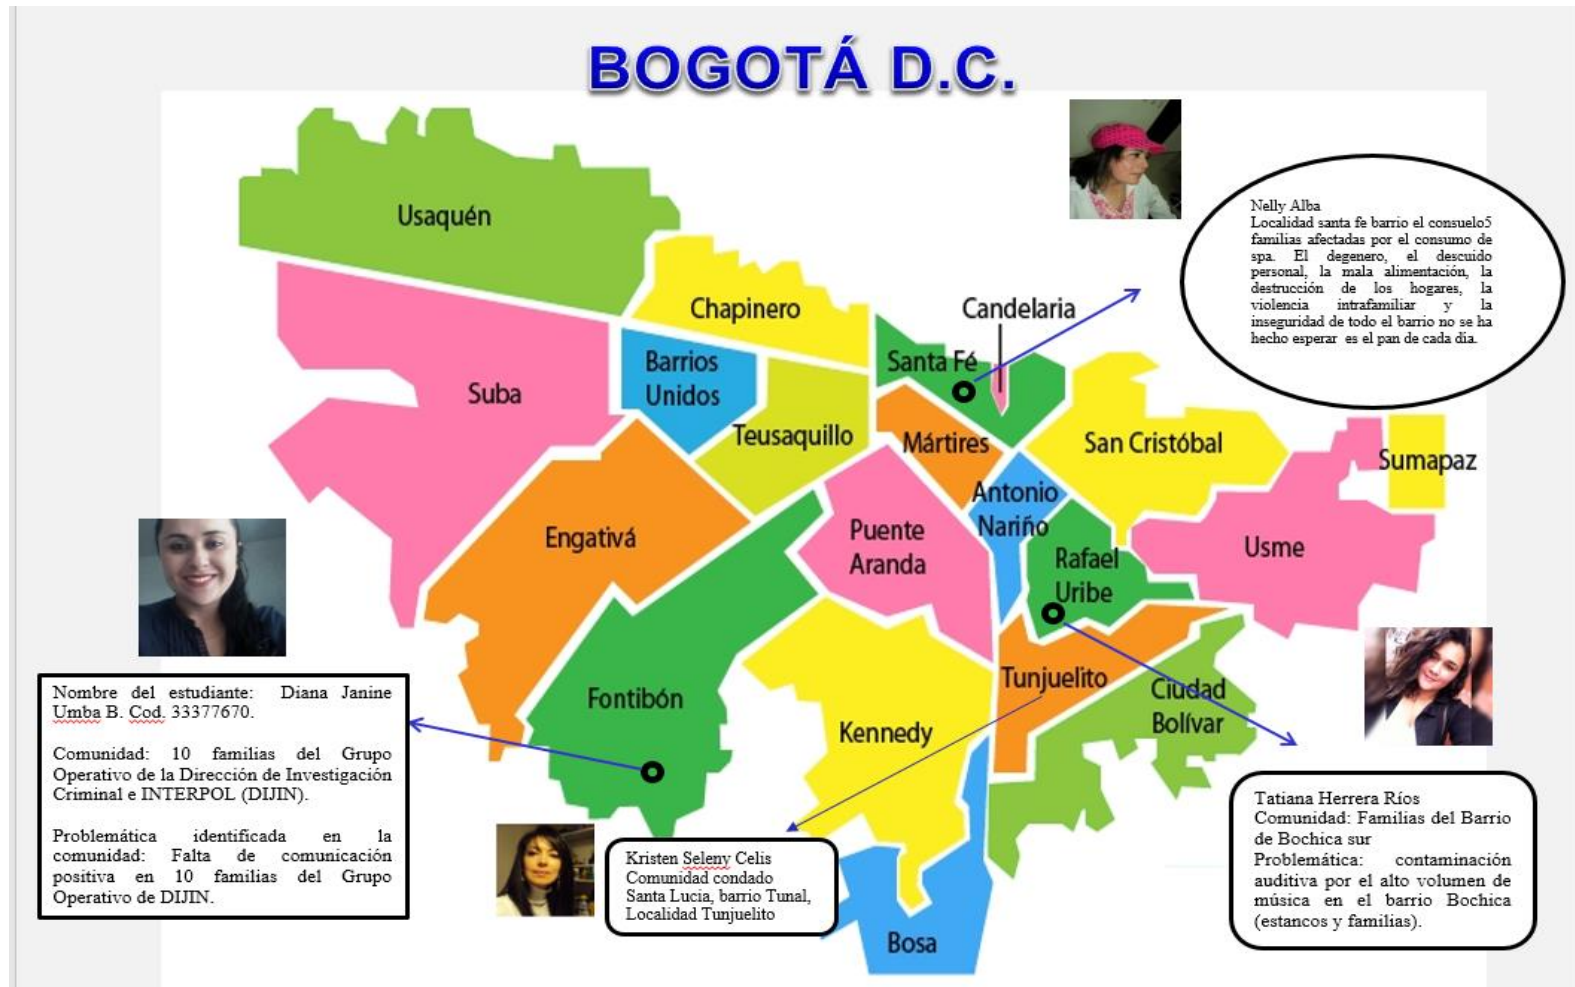 BOGOTÁ D.C.
Usaquén
Chapinero
Candelaria
Santa Fé
Barrios
Unidos
Suba
Teusaquillo
Mártires
San Cristóbal
Sumapaz
Antonio
Nariño
Engativá
Puente
Aranda
Rafael
Uribe
Usme
Fontibón
Kennedy
Tunjuelito
Ciudad
Bolívar
Bosa
Nelly Alba
Localidad santa fe barrio el consuelo5
familias afectadas por el consumo de
spa. El degenero, el descuido
personal, la mala alimentación, la
destrucción de los hogares, la
violencia intrafamiliar y la
inseguridad de todo el barrio no se ha
hecho esperar es el pan de cada día.
Nombre del estudiante: Diana Janine
Umba B. Cod. 33377670.
Comunidad: 10 familias del Grupo
Operativo de la Dirección de Investigación
Criminal e INTERPOL (DIJIN).
Problemática identificada en la
comunidad: Falta de comunicación
positiva en 10 familias del Grupo
Operativo de DIJIN.
Kristen Seleny Celis
Comunidad condado
Santa Lucia, barrio Tunal,
Localidad Tunjuelito
Tatiana Herrera Ríos
Comunidad: Familias del Barrio
de Bochica sur
Problemática: contaminación
auditiva por el alto volumen de
música en el barrio Bochica
(estancos y familias).